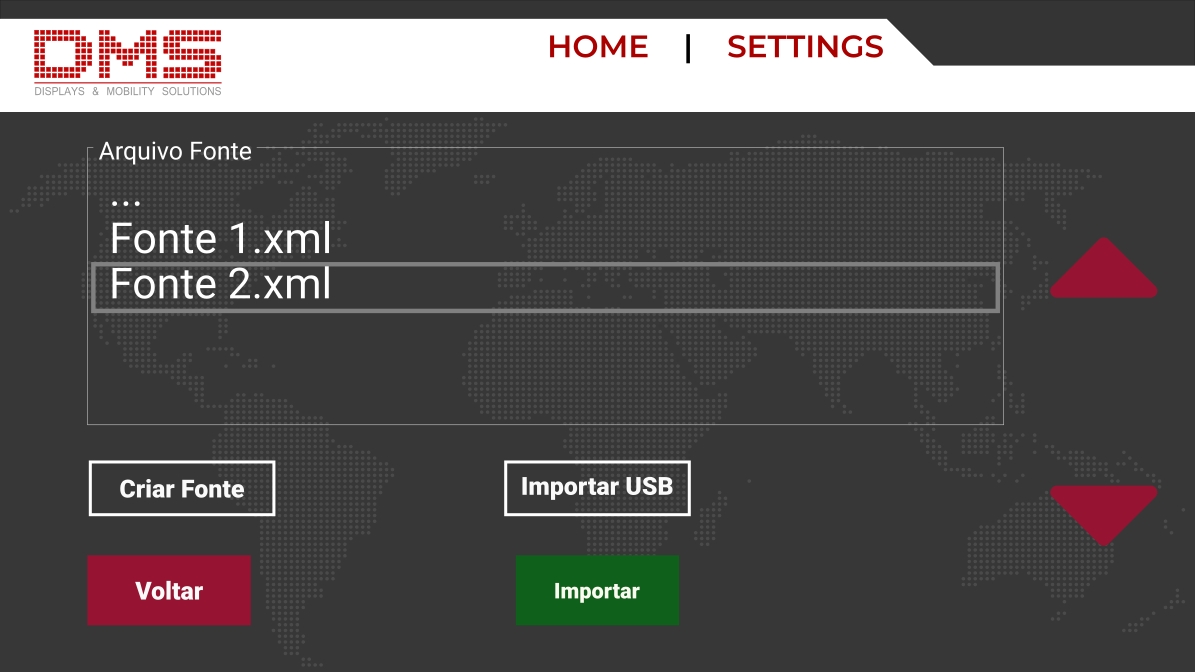 DMS
DISPLAYS & MOBILITY SOLUTIONS
HOME | SETTINGS
Arquivo Fonte
...
Fonte 1.xml
Fonte 2.xml
Criar Fonte
Importar USB
Voltar
Importar